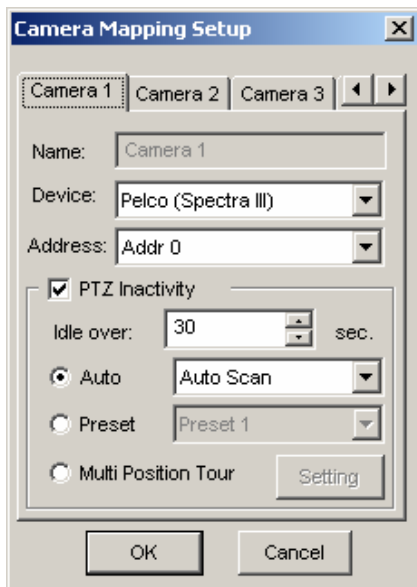 Camera Mapping Setup
Camera 1 Camera 2 Camera 3
Name: Camera 1
Device: Pelco (Spectra III)
Address: Addr 0
PTZ Inactivity
Idle over: 30 sec.
Auto Auto Scan
Preset Preset 1
Multi Position Tour Setting
OK Cancel